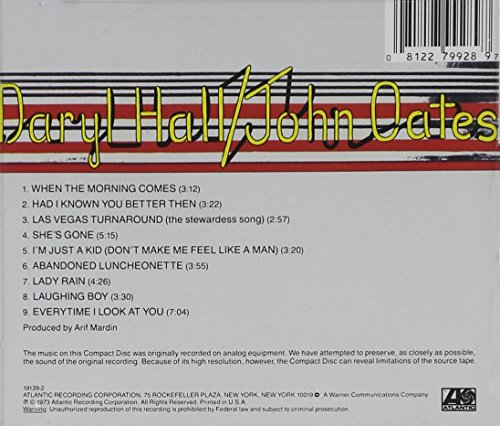 0 81227 99289 7
Daryl Hall/John Oates
1. WHEN THE MORNING COMES (3:12)
2. HAD I KNOWN YOU BETTER THEN (3:22)
3. LAS VEGAS TURNAROUND (the stewardess song) (2:57)
4. SHE'S GONE (5:15)
5. I'M JUST A KID (DON'T MAKE ME FEEL LIKE A MAN) (3:20)
6. ABANDONED LUNCHEONETTE (3:55)
7. LADY RAIN (4:26)
8. LAUGHING BOY (3:30)
9. EVERYTIME I LOOK AT YOU (7:04)
Produced by Arif Mardin
The music on this Compact Disc was originally recorded on analog equipment. We have attempted to preserve, as closely as possible,
the sound of the original recording. Because of its high resolution, however, the Compact Disc can reveal limitations of the source tape.
19139-2
ATLANTIC RECORDING CORPORATION, 75 ROCKEFELLER PLAZA, NEW YORK, NEW YORK 10019 A Warner Communications Company
℗ © 1973 Atlantic Recording Corporation. All Rights Reserved. Printed in U.S.A.
Warning: Unauthorized reproduction of this recording is prohibited by Federal law and subject to criminal prosecution.
ATLANTIC